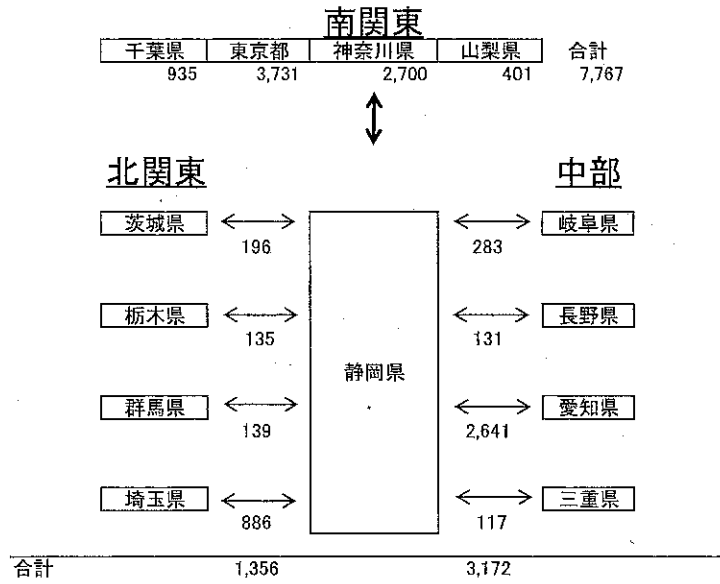 南関東
千葉県 東京都 神奈川県 山梨県 合計
935 3,731 2,700 401 7,767
北関東 中部
茨城県 岐阜県
196 283
栃木県 長野県
135 131
静岡県
群馬県 愛知県
139 2,641
埼玉県 三重県
886 117
合計 1,356 3,172